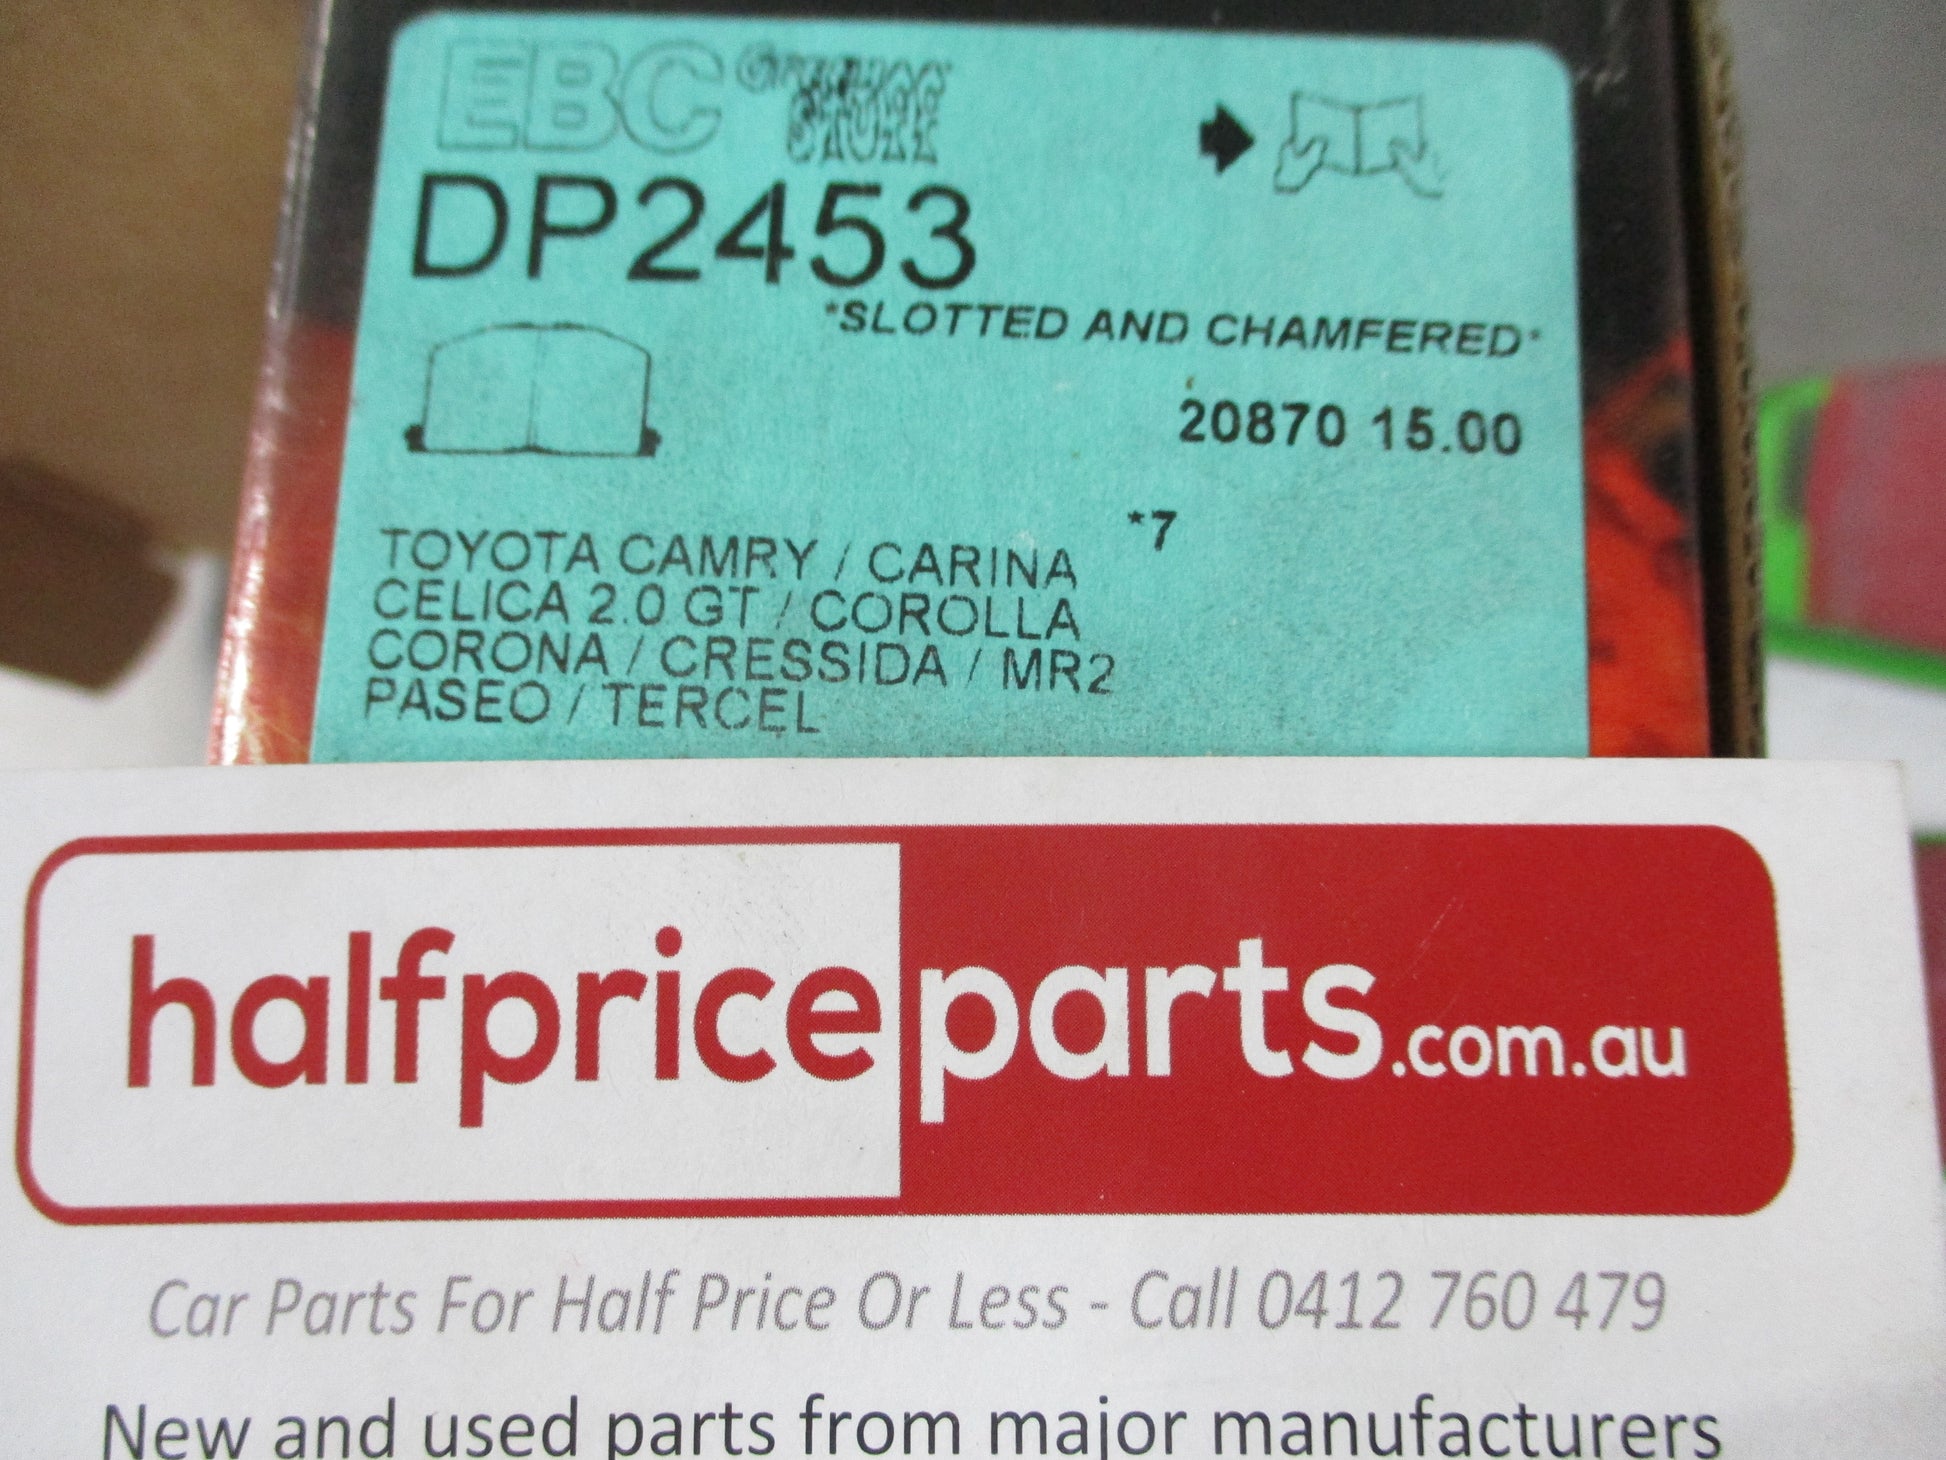 EBC Greenstuff
DP2453
*SLOTTED AND CHAMFERED*
20870 15.00
*7
TOYOTA CAMRY / CARINA
CELICA 2.0 GT / COROLLA
CORONA / CRESSIDA / MR2
PASEO / TERCEL
halfpriceparts.com.au
Car Parts For Half Price Or Less - Call 0412 760 479
New and used parts from major manufacturers